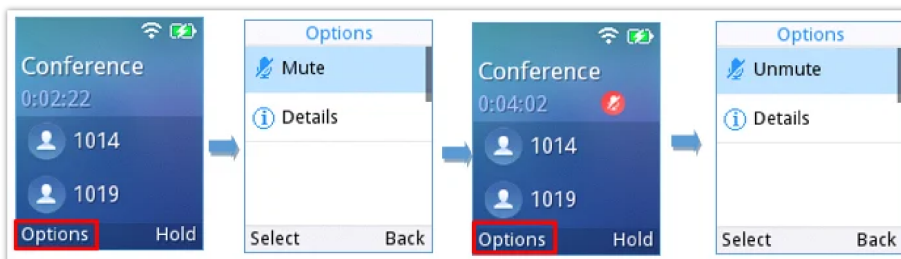 Conference
0:02:22
1014
1019
Options Hold
Options
Mute
Details
Select Back
Conference
0:04:02
1014
1019
Options Hold
Options
Unmute
Details
Select Back